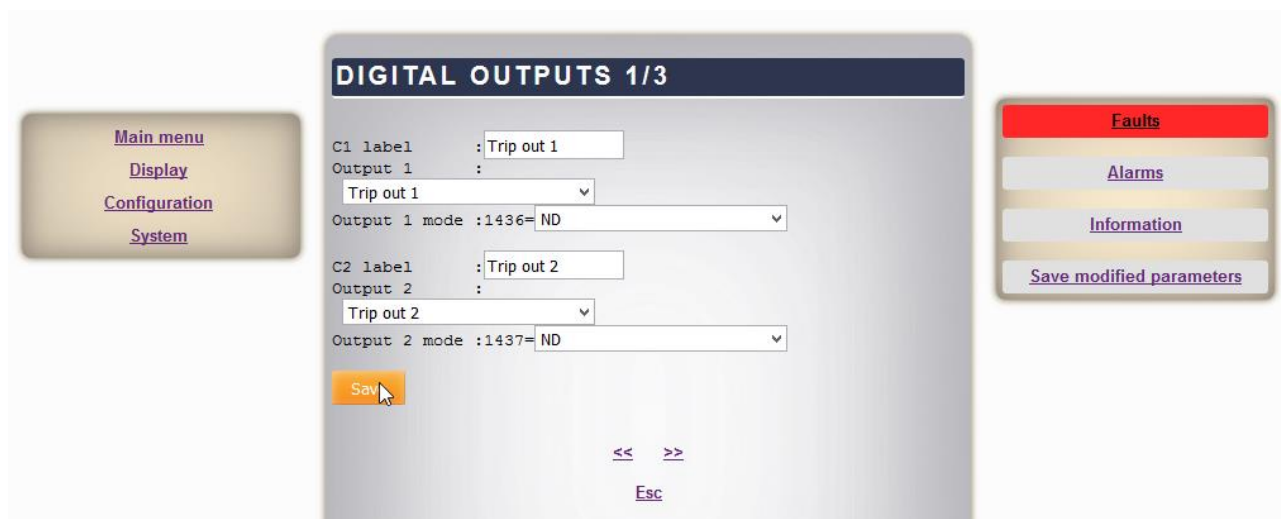 Main menu
Display
Configuration
System
DIGITAL OUTPUTS 1/3
C1 label :Trip out 1
Output 1 :
Trip out 1
Output 1 mode :1436=ND
C2 label :Trip out 2
Output 2 :
Trip out 2
Output 2 mode :1437=ND
<< >>
Esc
Faults
Alarms
Information
Save modified parameters